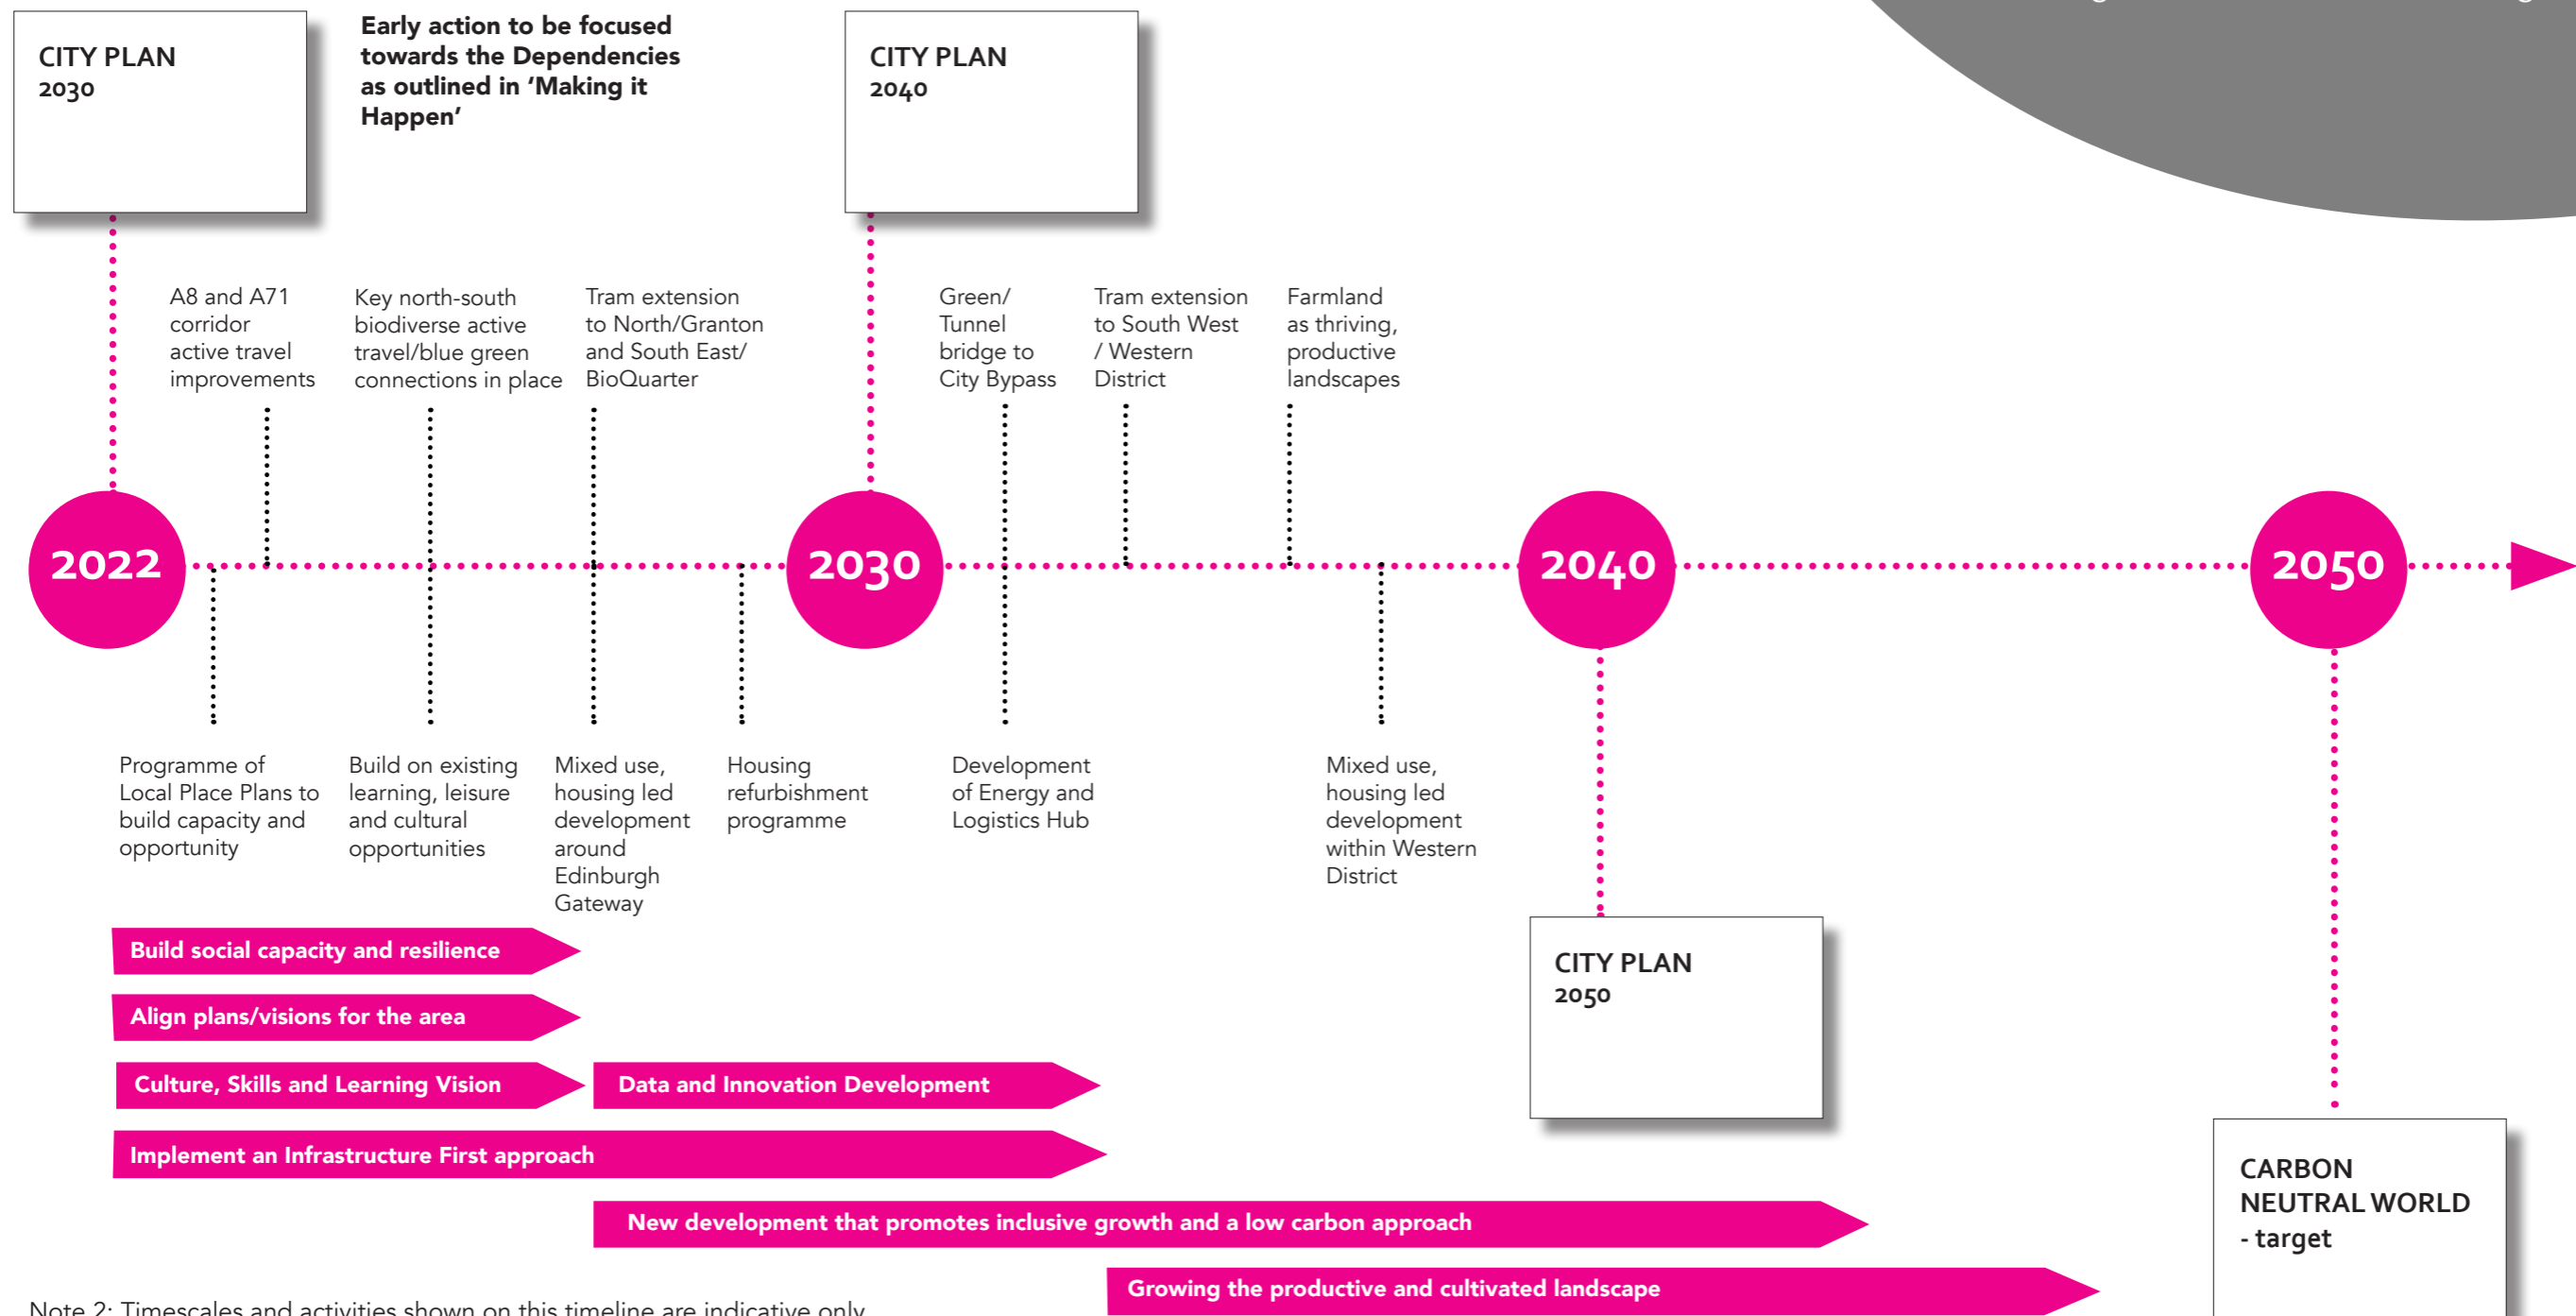 CITY PLAN
2030
Early action to be focused
towards the Dependencies
as outlined in ‘Making it
Happen’
CITY PLAN
2040
A8 and A71
corridor
active travel
improvements
Key north-south
biodiverse active
travel/blue green
connections in place
Tram extension
to North/Granton
and South East/
BioQuarter
Green/
Tunnel
bridge to
City Bypass
Tram extension
to South West
/ Western
District
Farmland
as thriving,
productive
landscapes
2022
2030
2040
2050
Programme of
Local Place Plans to
build capacity and
opportunity
Build on existing
learning, leisure
and cultural
opportunities
Mixed use,
housing led
development
around
Edinburgh
Gateway
Housing
refurbishment
programme
Development
of Energy and
Logistics Hub
Mixed use,
housing led
development
within Western
District
Build social capacity and resilience
Align plans/visions for the area
Culture, Skills and Learning Vision
Data and Innovation Development
Implement an Infrastructure First approach
New development that promotes inclusive growth and a low carbon approach
Growing the productive and cultivated landscape
CITY PLAN
2050
CARBON
NEUTRAL WORLD
- target
Note 2: Timescales and activities shown on this timeline are indicative only